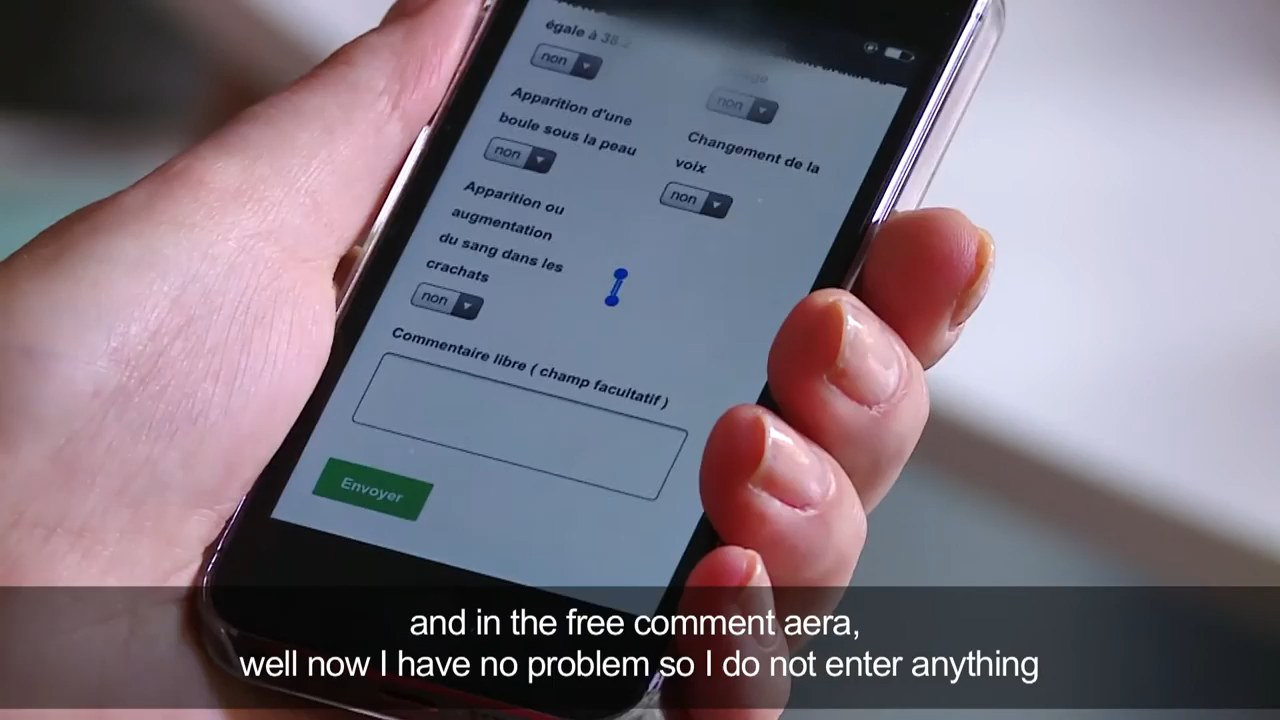 égale à 38.2
non
non
Apparition d'une
boule sous la peau
non
Changement de la
voix
non
Apparition ou
augmentation
du sang dans les
crachats
non
Commentaire libre ( champ facultatif )
Envoyer
and in the free comment aera,
well now I have no problem so I do not enter anything